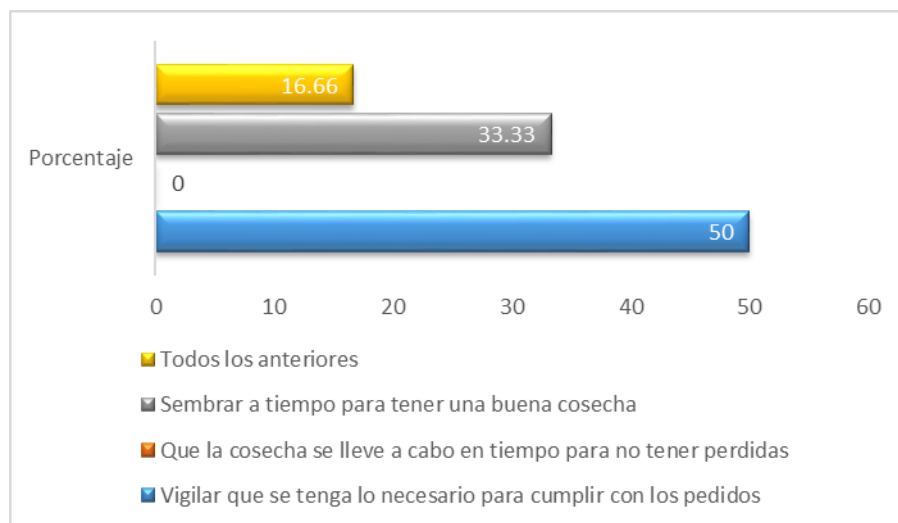 16.66
33.33
Porcentaje
0
50
0 10 20 30 40 50 60
Todos los anteriores
Sembrar a tiempo para tener una buena cosecha
Que la cosecha se lleve a cabo en tiempo para no tener perdidas
Vigilar que se tenga lo necesario para cumplir con los pedidos